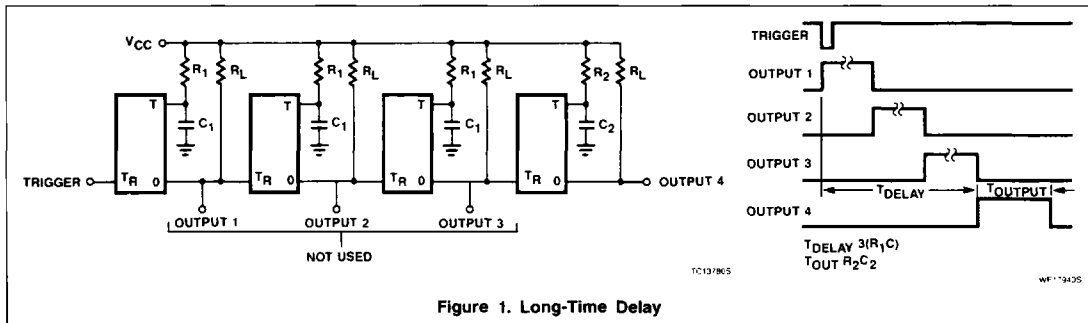 VCC
R1
RL
R1
RL
R1
RL
R2
RL
T
C1
T
C1
T
C1
T
C2
TRIGGER
TR
0
TR
0
TR
0
TR
0
OUTPUT 4
OUTPUT 1
OUTPUT 2
OUTPUT 3
NOT USED
TC13780S
TRIGGER
OUTPUT 1
OUTPUT 2
OUTPUT 3
TDELAY
TOUTPUT
OUTPUT 4
TDELAY 3(R1C)
TOUT R2C2
Figure 1. Long-Time Delay